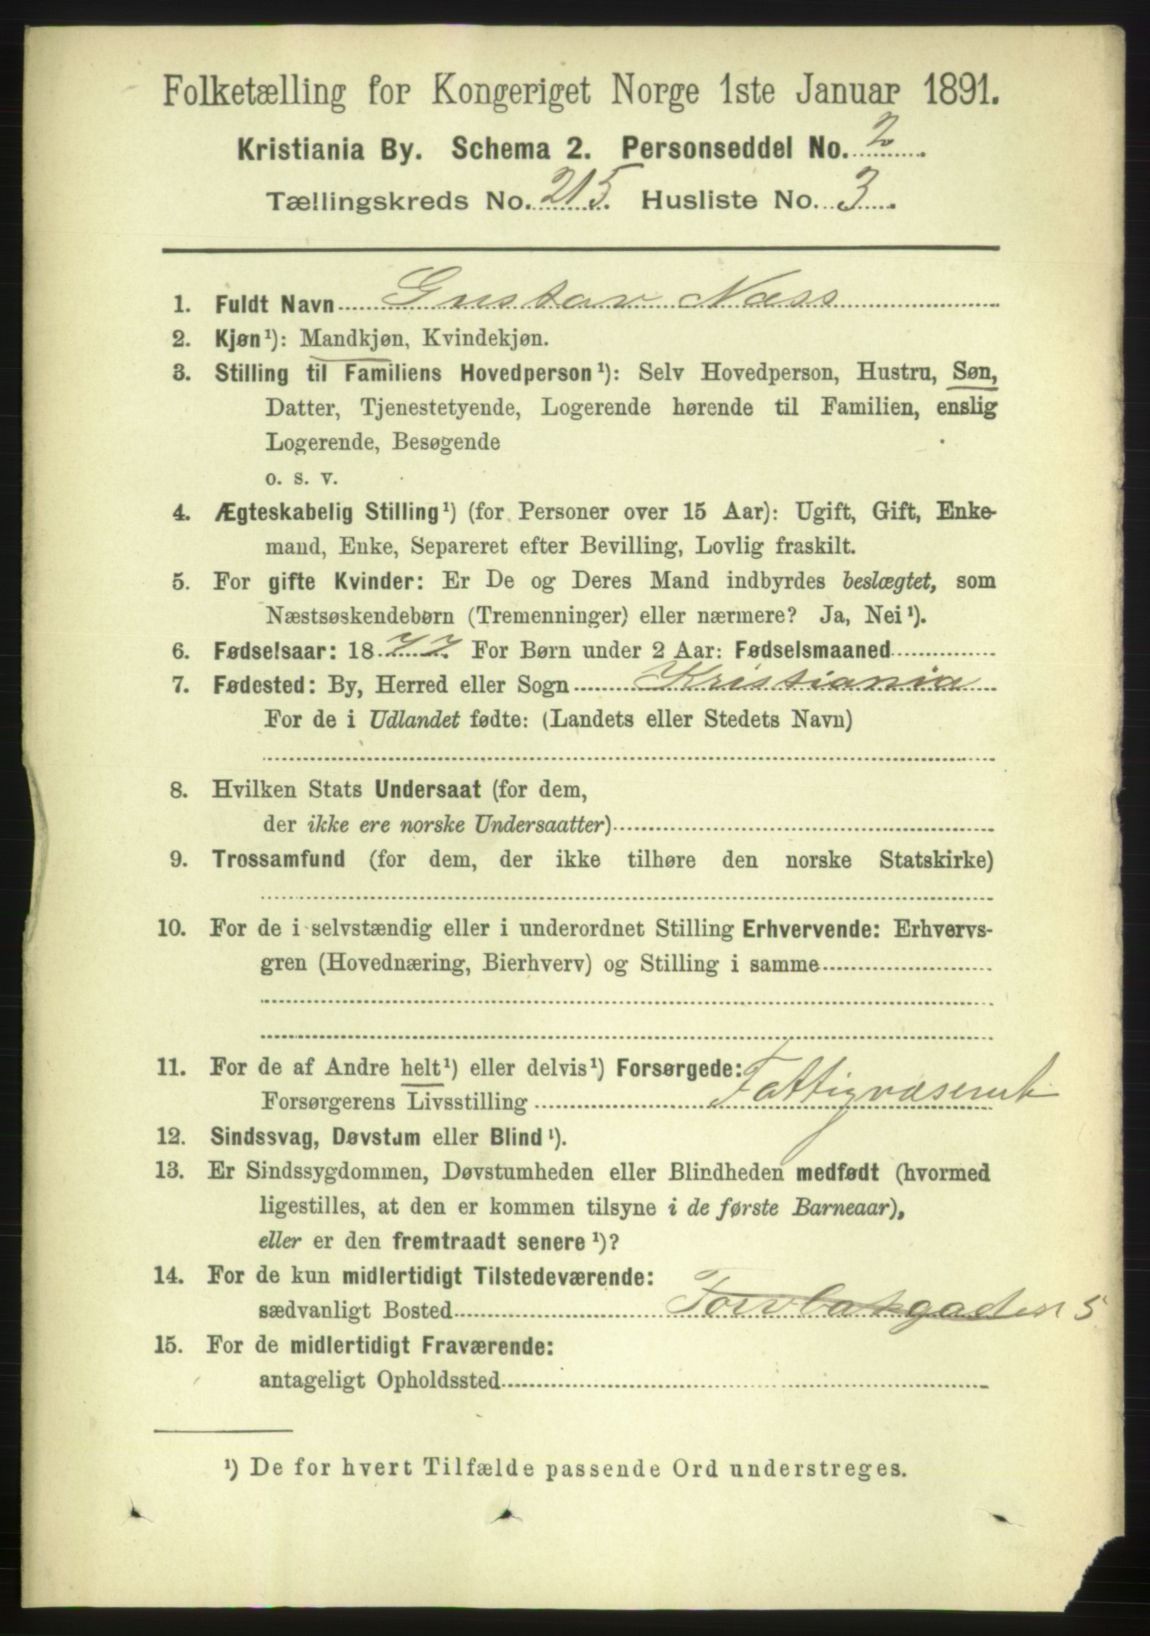 Folketælling for Kongeriget Norge 1ste Januar 1891.
Kristiania By. Schema 2. Personseddel No. 2
Tællingskreds No. 215. Husliste No. 3.
1. Fuldt Navn Gustav Næss
2. Kjøn¹): Mandkjøn, Kvindekjøn.
3. Stilling til Familiens Hovedperson¹): Selv Hovedperson, Hustru, Søn,
Datter, Tjenestetyende, Logerende hørende til Familien, enslig
Logerende, Besøgende
o. s. v.
4. Ægteskabelig Stilling¹) (for Personer over 15 Aar): Ugift, Gift, Enke-
mand, Enke, Separeret efter Bevilling, Lovlig fraskilt.
5. For gifte Kvinder: Er De og Deres Mand indbyrdes beslægtet, som
Næstsøskendebørn (Tremenninger) eller nærmere? Ja, Nei¹).
6. Fødselsaar: 1877. For Børn under 2 Aar: Fødselsmaaned
7. Fødested: By, Herred eller Sogn Kristiania
For de i Udlandet fødte: (Landets eller Stedets Navn)
8. Hvilken Stats Undersaat (for dem,
der ikke ere norske Undersaatter)
9. Trossamfund (for dem, der ikke tilhøre den norske Statskirke)
10. For de i selvstændig eller i underordnet Stilling Erhvervende: Erhvervs-
gren (Hovednæring, Bierhverv) og Stilling i samme
11. For de af Andre helt¹) eller delvis¹) Forsørgede:
Forsørgerens Livsstilling Fattigvæsenet
12. Sindssvag, Døvstum eller Blind¹).
13. Er Sindssygdommen, Døvstumheden eller Blindheden medfødt (hvormed
ligestilles, at den er kommen tilsyne i de første Barneaar),
eller er den fremtraadt senere¹)?
14. For de kun midlertidigt Tilstedeværende:
sædvanligt Bosted 5
15. For de midlertidigt Fraværende:
antageligt Opholdssted
¹) De for hvert Tilfælde passende Ord understreges.